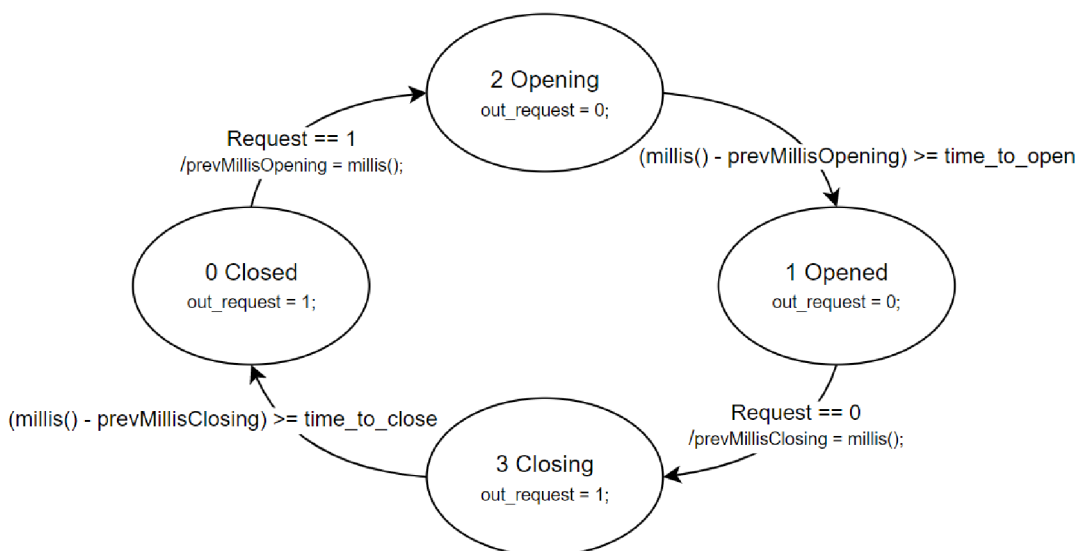 2 Opening
out_request = 0;
Request == 1
/prevMillisOpening = millis();
(millis() - prevMillisOpening) >= time_to_open
0 Closed
out_request = 1;
1 Opened
out_request = 0;
(millis() - prevMillisClosing) >= time_to_close
Request == 0
/prevMillisClosing = millis();
3 Closing
out_request = 1;